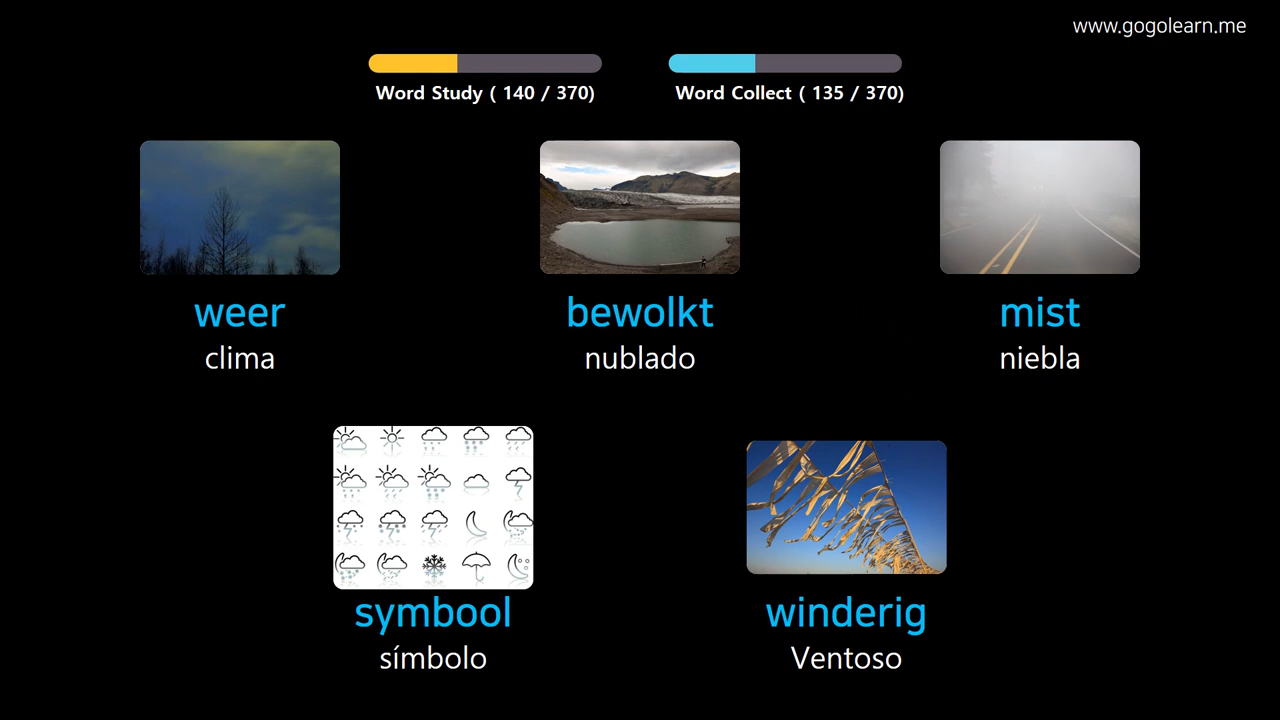 www.gogolearn.me
Word Study ( 140 / 370)
Word Collect ( 135 / 370)
weer
clima
bewolkt
nublado
mist
niebla
symbool
símbolo
winderig
Ventoso